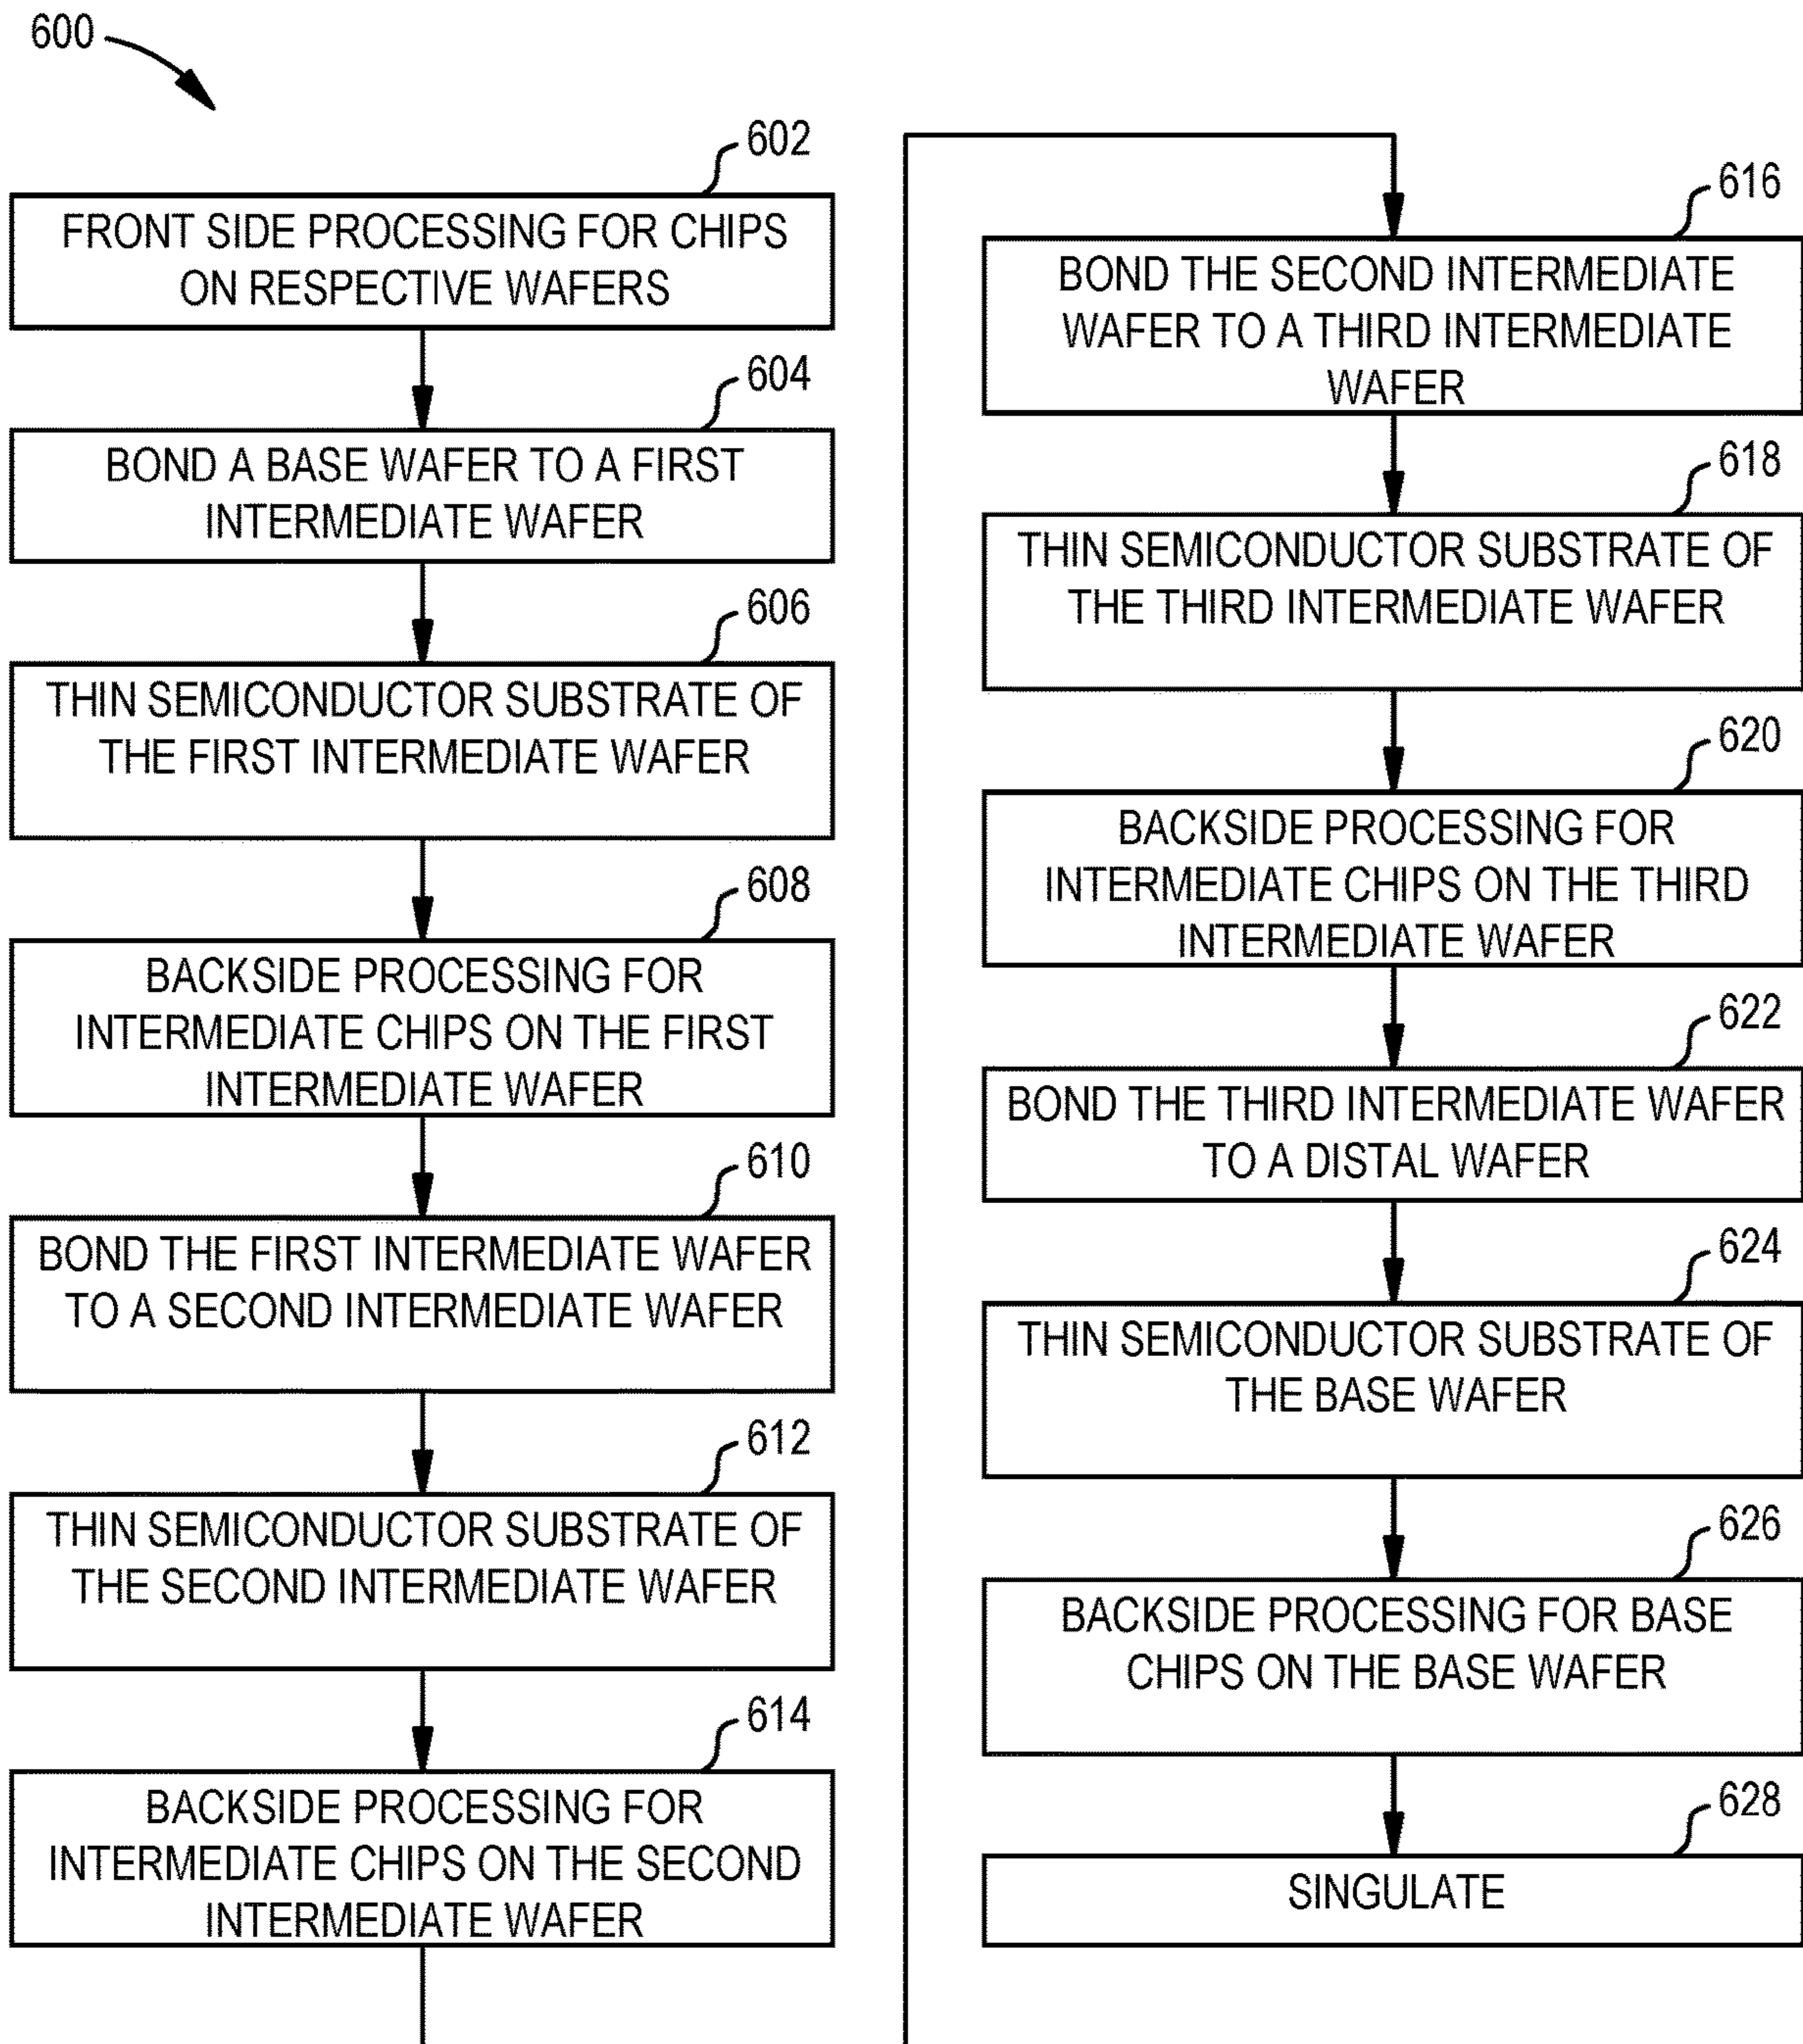 600
602
FRONT SIDE PROCESSING FOR CHIPS
ON RESPECTIVE WAFERS
604
BOND A BASE WAFER TO A FIRST
INTERMEDIATE WAFER
606
THIN SEMICONDUCTOR SUBSTRATE OF
THE FIRST INTERMEDIATE WAFER
608
BACKSIDE PROCESSING FOR
INTERMEDIATE CHIPS ON THE FIRST
INTERMEDIATE WAFER
610
BOND THE FIRST INTERMEDIATE WAFER
TO A SECOND INTERMEDIATE WAFER
612
THIN SEMICONDUCTOR SUBSTRATE OF
THE SECOND INTERMEDIATE WAFER
614
BACKSIDE PROCESSING FOR
INTERMEDIATE CHIPS ON THE SECOND
INTERMEDIATE WAFER
616
BOND THE SECOND INTERMEDIATE
WAFER TO A THIRD INTERMEDIATE
WAFER
618
THIN SEMICONDUCTOR SUBSTRATE OF
THE THIRD INTERMEDIATE WAFER
620
BACKSIDE PROCESSING FOR
INTERMEDIATE CHIPS ON THE THIRD
INTERMEDIATE WAFER
622
BOND THE THIRD INTERMEDIATE WAFER
TO A DISTAL WAFER
624
THIN SEMICONDUCTOR SUBSTRATE OF
THE BASE WAFER
626
BACKSIDE PROCESSING FOR BASE
CHIPS ON THE BASE WAFER
628
SINGULATE